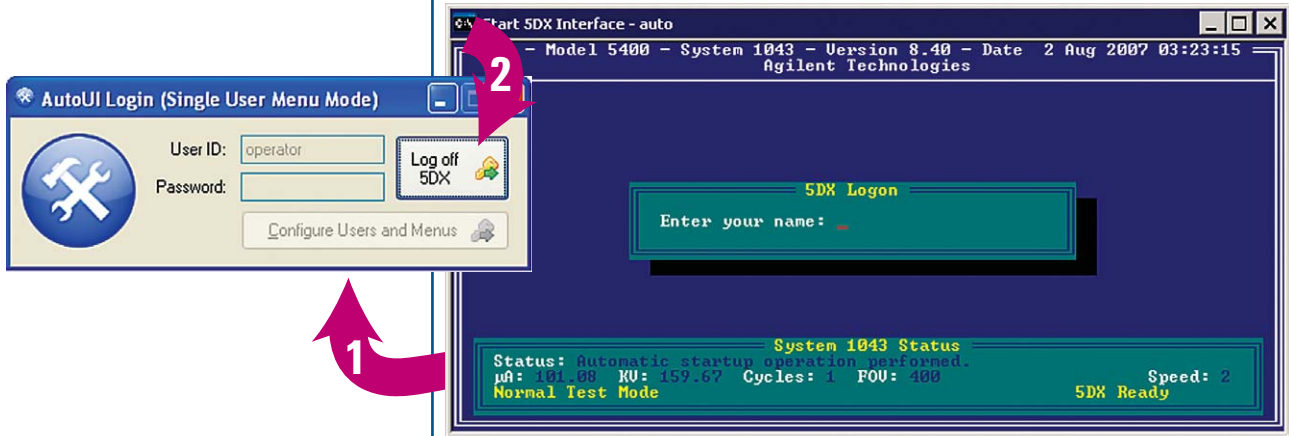 Start 5DX Interface - auto
- Model 5400 - System 1043 - Version 8.40 - Date 2 Aug 2007 03:23:15
Agilent Technologies
2
AutoUI Login (Single User Menu Mode)
User ID: operator
Log off
5DX
Password:
Configure Users and Menus
5DX Logon
Enter your name: _
1
System 1043 Status
Status: Automatic startup operation performed.
µA: 101.08 KV: 159.67 Cycles: 1 FOV: 400 Speed: 2
Normal Test Mode 5DX Ready